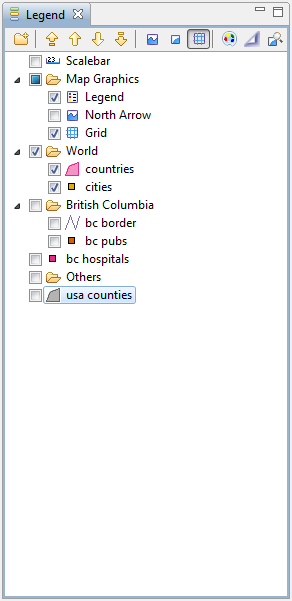 Legend
123 Scalebar
Map Graphics
Legend
North Arrow
Grid
World
countries
cities
British Columbia
bc border
bc pubs
bc hospitals
Others
usa counties